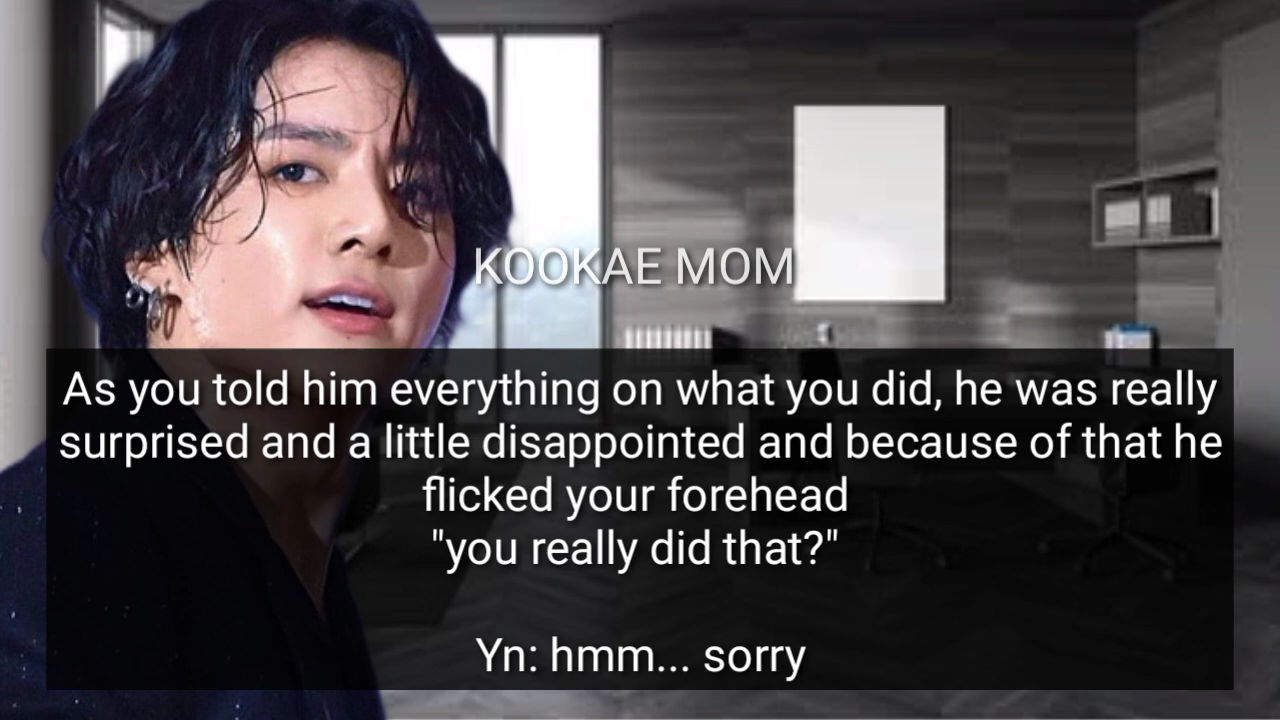 KOOKAE MOM
As you told him everything on what you did, he was really
surprised and a little disappointed and because of that he
flicked your forehead
"you really did that?"
Yn: hmm... sorry